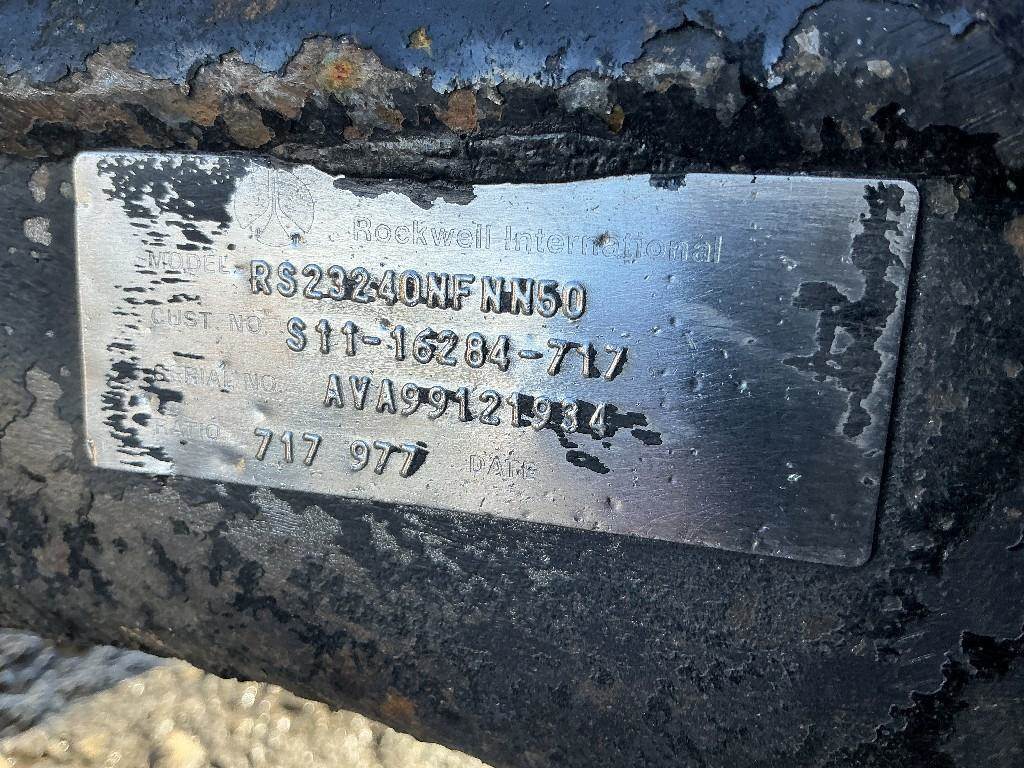 Rockwell International
MODEL RS23240NFNN50
CUST. NO. S11-16284-717
SERIAL NO. AVA99121934
RATIO 717 977 DATE